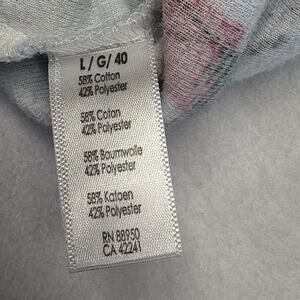 L / G / 40
58% Cotton
42% Polyester
58% Coton
42% Polyester
58% Baumwolle
42% Polyester
58% Katoen
42% Polyester
RN 88950
CA 42241